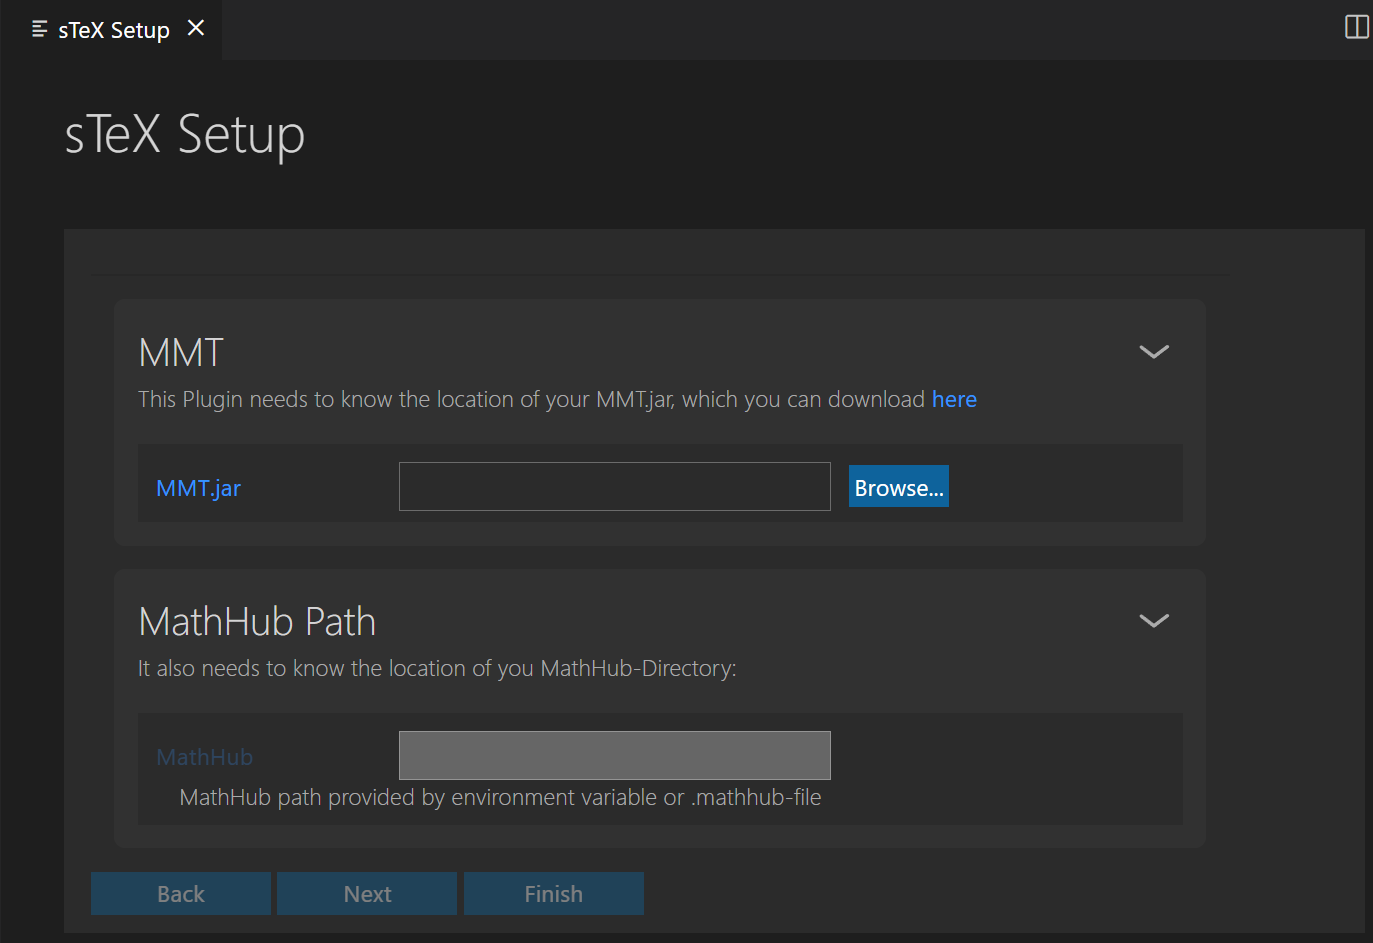 sTeX Setup
sTeX Setup
MMT
This Plugin needs to know the location of your MMT.jar, which you can download here
MMT.jar
Browse...
MathHub Path
It also needs to know the location of you MathHub-Directory:
MathHub
MathHub path provided by environment variable or .mathhub-file
Back Next Finish